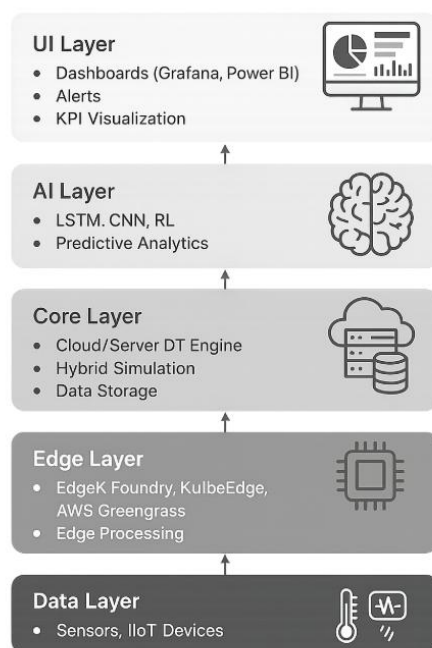 UI Layer
• Dashboards (Grafana, Power BI)
• Alerts
• KPI Visualization
AI Layer
• LSTM. CNN, RL
• Predictive Analytics
Core Layer
• Cloud/Server DT Engine
• Hybrid Simulation
• Data Storage
Edge Layer
• EdgeK Foundry, KulbeEdge,
AWS Greengrass
• Edge Processing
Data Layer
• Sensors, IIoT Devices